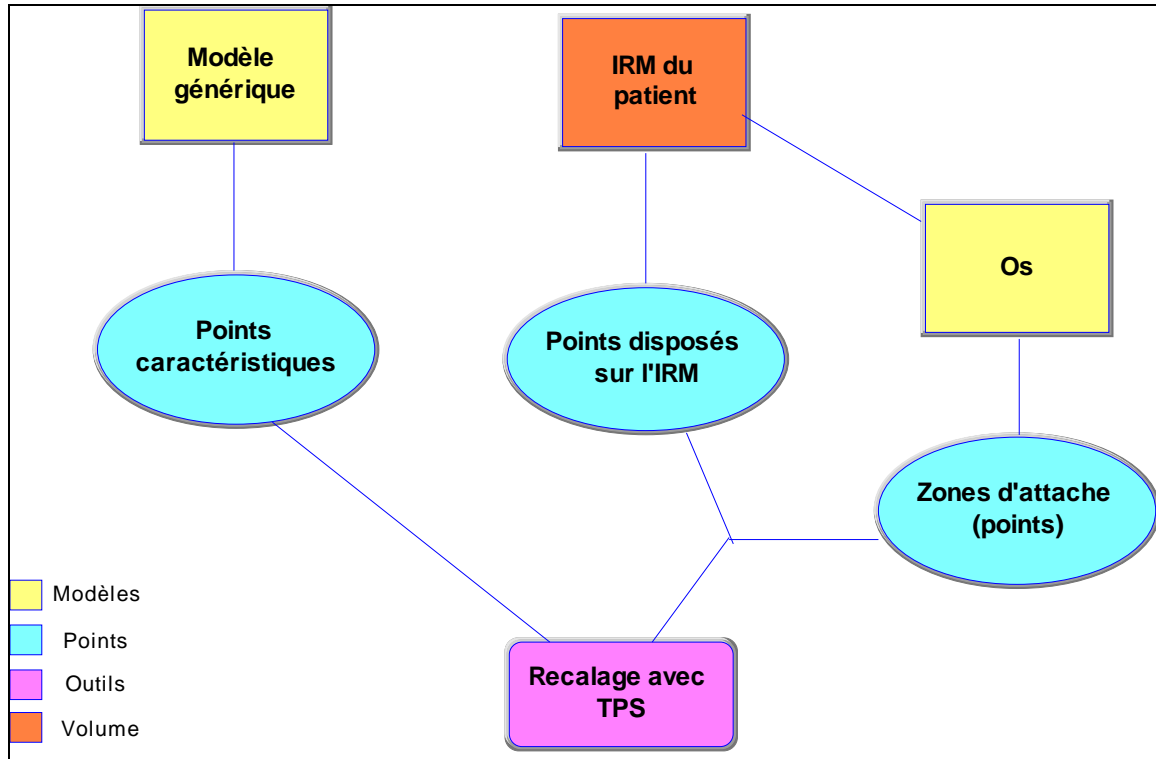 Modèle
générique
IRM du
patient
Os
Points
caractéristiques
Points disposés
sur l'IRM
Zones d'attache
(points)
Recalage avec
TPS
Modèles
Points
Outils
Volume